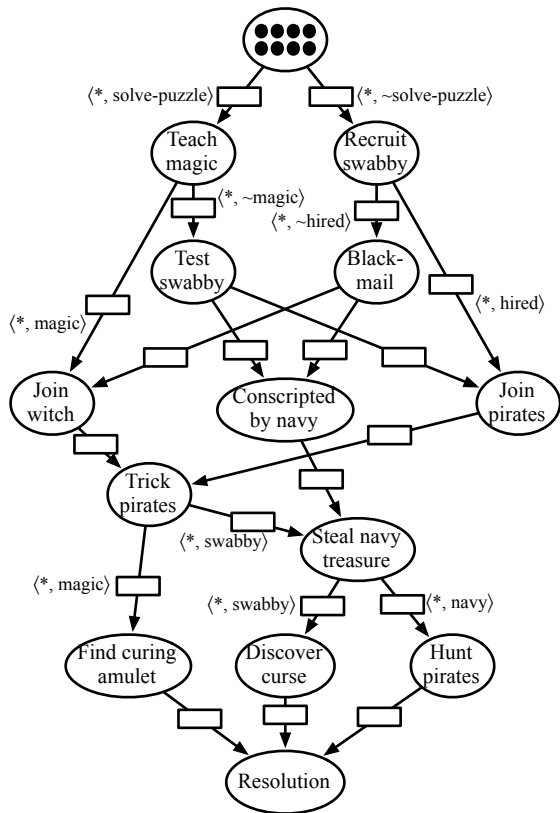 ⟨*, solve-puzzle⟩
⟨*, ~solve-puzzle⟩
Teach
magic
Recruit
swabby
⟨*, ~magic⟩
⟨*, ~hired⟩
Test
swabby
Black-
mail
⟨*, magic⟩
⟨*, hired⟩
Join
witch
Conscripted
by navy
Join
pirates
Trick
pirates
⟨*, swabby⟩
Steal navy
treasure
⟨*, magic⟩
⟨*, swabby⟩
⟨*, navy⟩
Find curing
amulet
Discover
curse
Hunt
pirates
Resolution